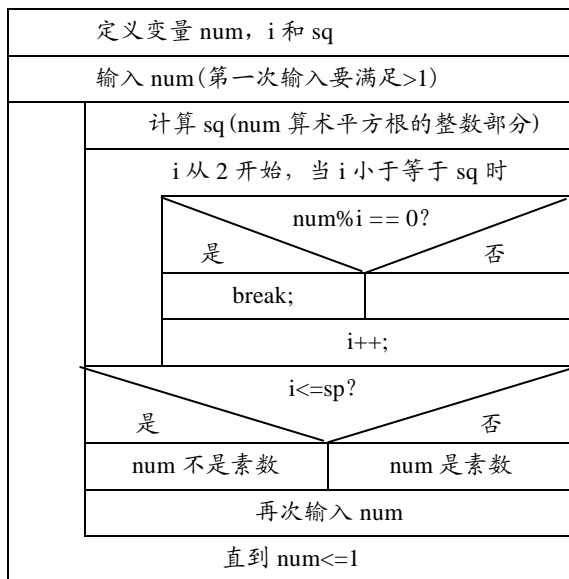 定义变量 num，i 和 sq
输入 num(第一次输入要满足>1)
计算 sq(num 算术平方根的整数部分)
i 从 2 开始，当 i 小于等于 sq 时
num%i == 0?
是 否
break;
i++;
i<=sp?
是 否
num 不是素数 num 是素数
再次输入 num
直到 num<=1